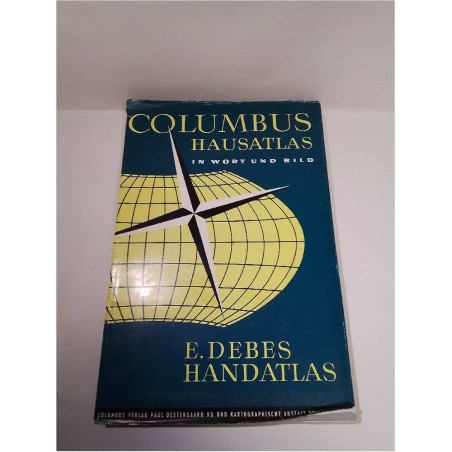 COLUMBUS
HAUSATLAS
IN WORT UND BILD
E. DEBES
HANDATLAS
COLUMBUS VERLAG PAUL OESTERGAARD KG UND KARTOGRAPHISCHE ANSTALT